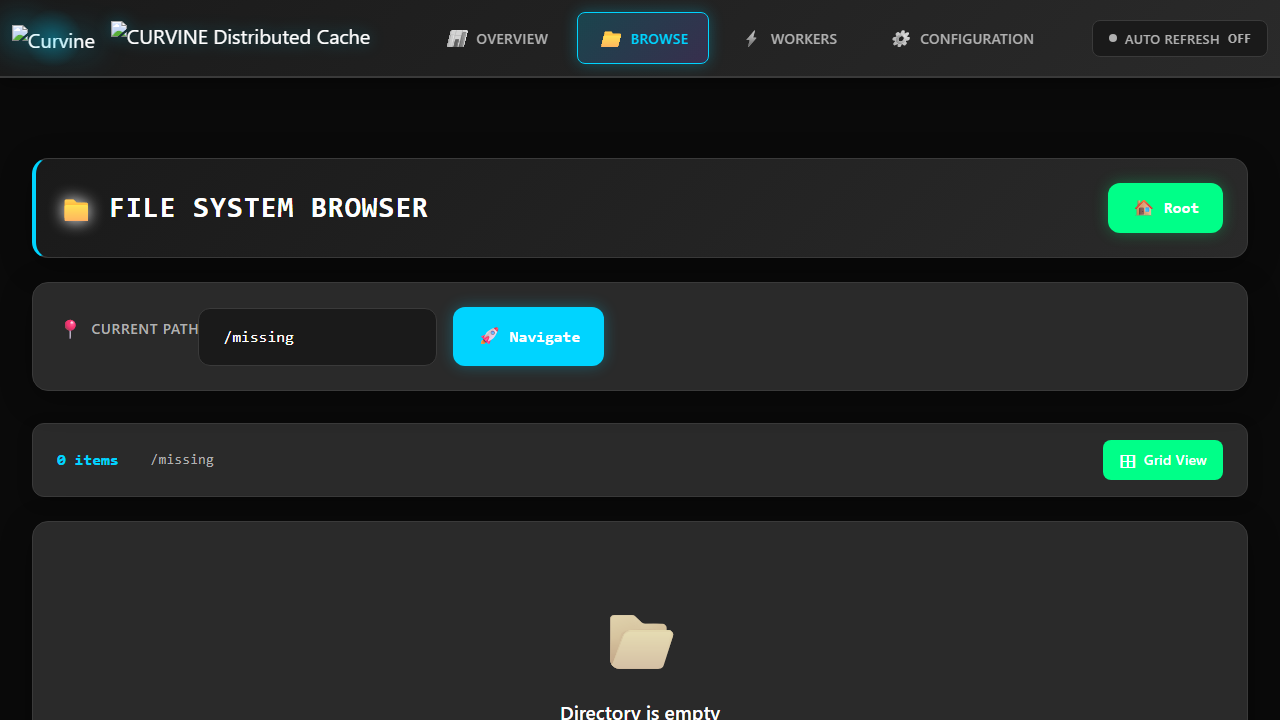 Curvine
CURVINE Distributed Cache
OVERVIEW
BROWSE
WORKERS
CONFIGURATION
AUTO REFRESH OFF
FILE SYSTEM BROWSER
Root
CURRENT PATH
/missing
Navigate
0 items
/missing
Grid View
Directory is empty